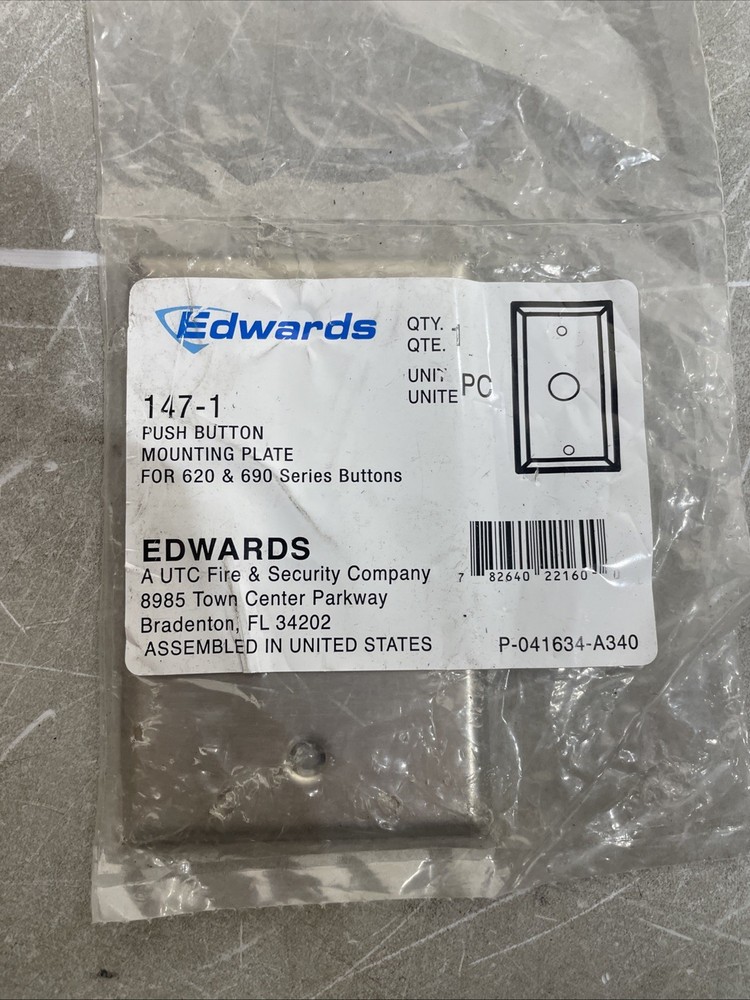 Edwards
QTY. 1
QTE.
UNIT PC
UNITE
147-1
PUSH BUTTON
MOUNTING PLATE
FOR 620 & 690 Series Buttons
EDWARDS
A UTC Fire & Security Company
8985 Town Center Parkway
Bradenton, FL 34202
ASSEMBLED IN UNITED STATES
7 82640 22160 0
P-041634-A340